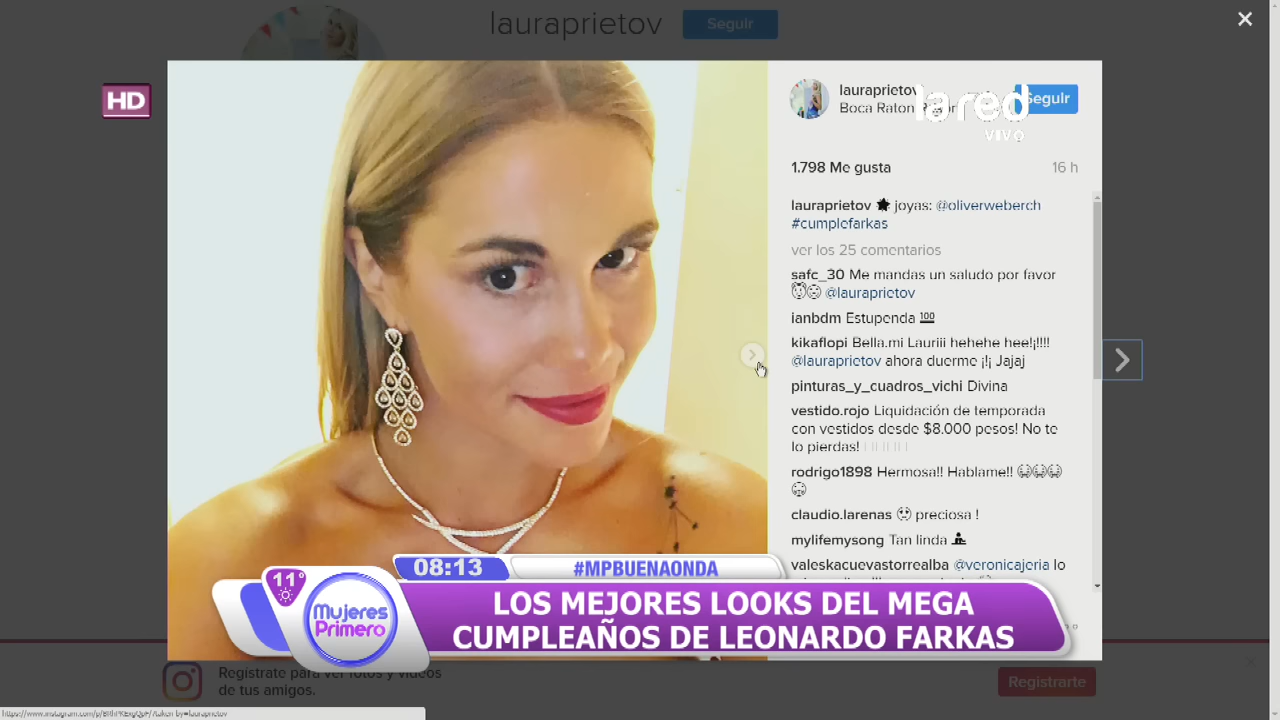 lauraprietov
Seguir
HD
lauraprietov
Seguir
Boca Raton
la red
VIVO
1.798 Me gusta
16 h
lauraprietov joyas: @oliverweberch
#cumplefarkas
ver los 25 comentarios
safc_30 Me mandas un saludo por favor
@lauraprietov
ianbdm Estupenda 100
kikaflopi Bella.mi Lauriii hehehe hee!¡!!!!
@lauraprietov ahora duerme ¡!¡ Jajaj
pinturas_y_cuadros_vichi Divina
vestido.rojo Liquidación de temporada
con vestidos desde $8.000 pesos! No te
lo pierdas!
rodrigo1898 Hermosa!! Hablame!!
claudio.larenas preciosa !
mylifemysong Tan linda
valeskacuevastorrealba @veronicajeria lo
08:13
#MPBUENAONDA
11°
Mujeres
Primero
LOS MEJORES LOOKS DEL MEGA
CUMPLEAÑOS DE LEONARDO FARKAS
Regístrate para ver fotos y vídeos
de tus amigos.
Registrarte